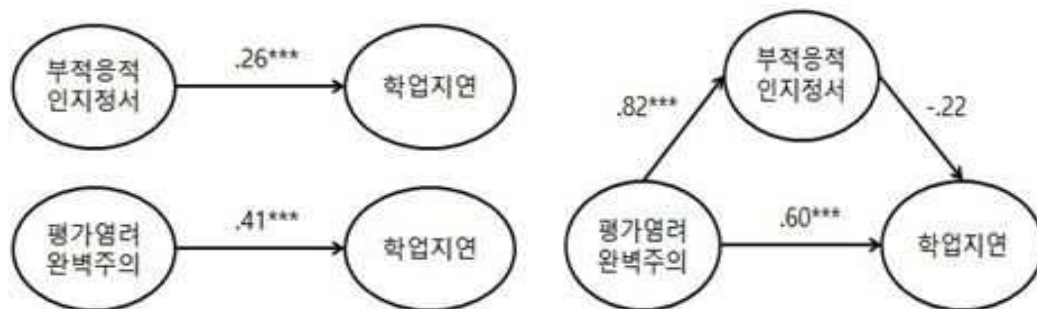 부적응적
인지정서
.26***
학업지연
평가염려
완벽주의
.41***
학업지연
부적응적
인지정서
.82***
-.22
평가염려
완벽주의
.60***
학업지연